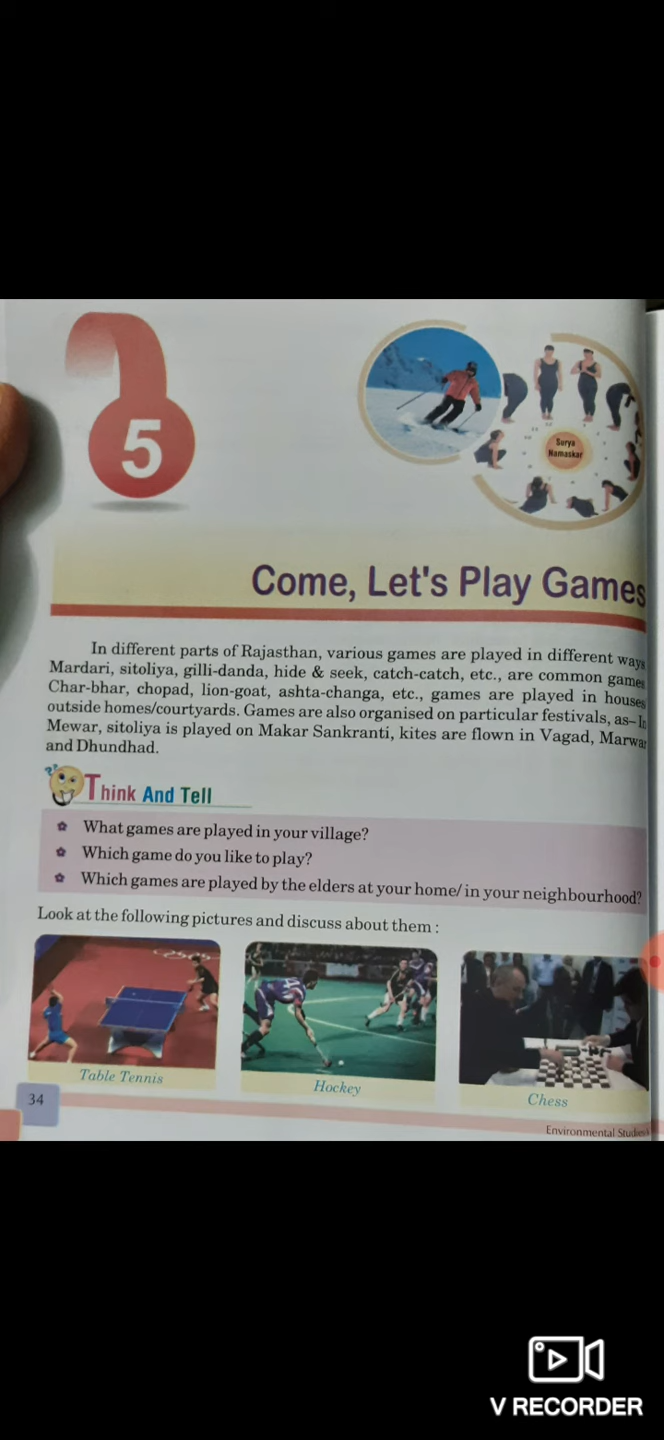 5
Surya
Namaskar
Come, Let's Play Games
In different parts of Rajasthan, various games are played in different ways
Mardari, sitoliya, gilli-danda, hide & seek, catch-catch, etc., are common games
Char-bhar, chopad, lion-goat, ashta-changa, etc., games are played in houses
outside homes/courtyards. Games are also organised on particular festivals, as– In
Mewar, sitoliya is played on Makar Sankranti, kites are flown in Vagad, Marwar
and Dhundhad.
??
Think And Tell
What games are played in your village?
Which game do you like to play?
Which games are played by the elders at your home/ in your neighbourhood?
Look at the following pictures and discuss about them :
Table Tennis
Hockey
Chess
34
Environmental Studies
V RECORDER